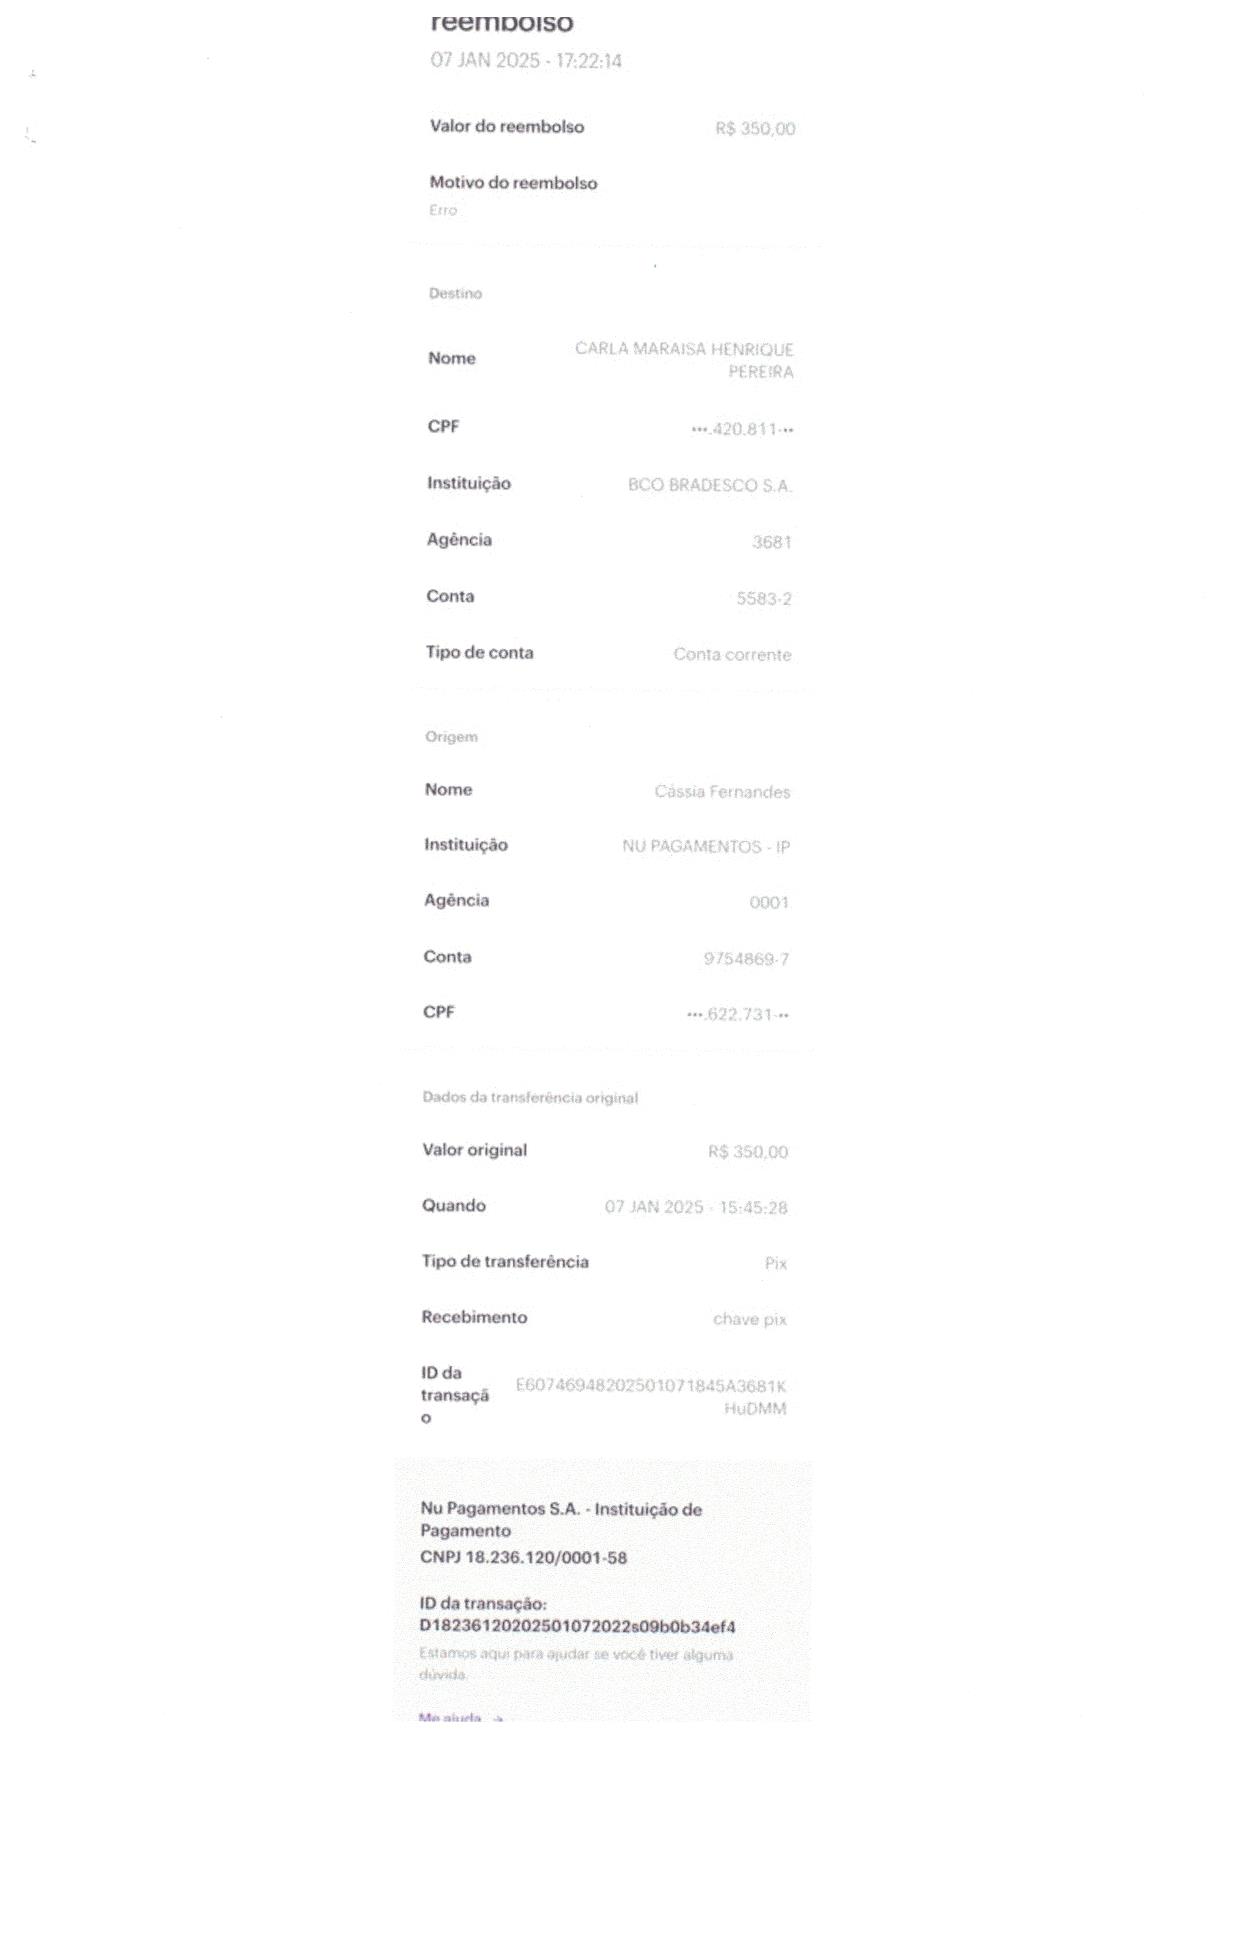 reembolso
07 JAN 2025 - 17:22:14
Valor do reembolso R$ 350,00
Motivo do reembolso
Erro
Destino
Nome CARLA MARAISA HENRIQUE
PEREIRA
CPF •••.420.811-••
Instituição BCO BRADESCO S.A.
Agência 3681
Conta 5583-2
Tipo de conta Conta corrente
Origem
Nome Cássia Fernandes
Instituição NU PAGAMENTOS - IP
Agência 0001
Conta 9754869-7
CPF •••.622.731-••
Dados da transferência original
Valor original R$ 350,00
Quando 07 JAN 2025 - 15:45:28
Tipo de transferência Pix
Recebimento chave pix
ID da
transaçã E60746948202501071845A3681K
o HuDMM
Nu Pagamentos S.A. - Instituição de
Pagamento
CNPJ 18.236.120/0001-58
ID da transação:
D18236120202501072022s09b0b34ef4
Estamos aqui para ajudar se você tiver alguma
dúvida.
Me ajuda →